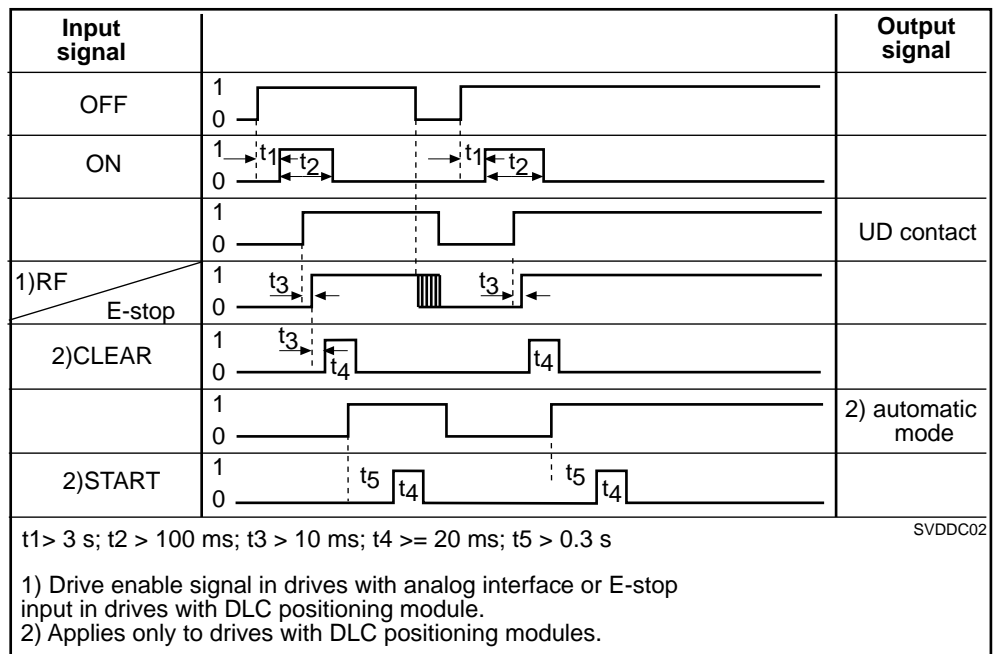 Input signal
Output signal
OFF
1
0
ON
1
0
t1
t2
t1
t2
1
0
UD contact
1)RF
E-stop
1
0
t3
t3
2)CLEAR
1
0
t3
t4
t4
1
0
2) automatic mode
2)START
1
0
t5
t4
t5
t4
t1> 3 s; t2 > 100 ms; t3 > 10 ms; t4 >= 20 ms; t5 > 0.3 s
SVDDC02
1) Drive enable signal in drives with analog interface or E-stop
input in drives with DLC positioning module.
2) Applies only to drives with DLC positioning modules.